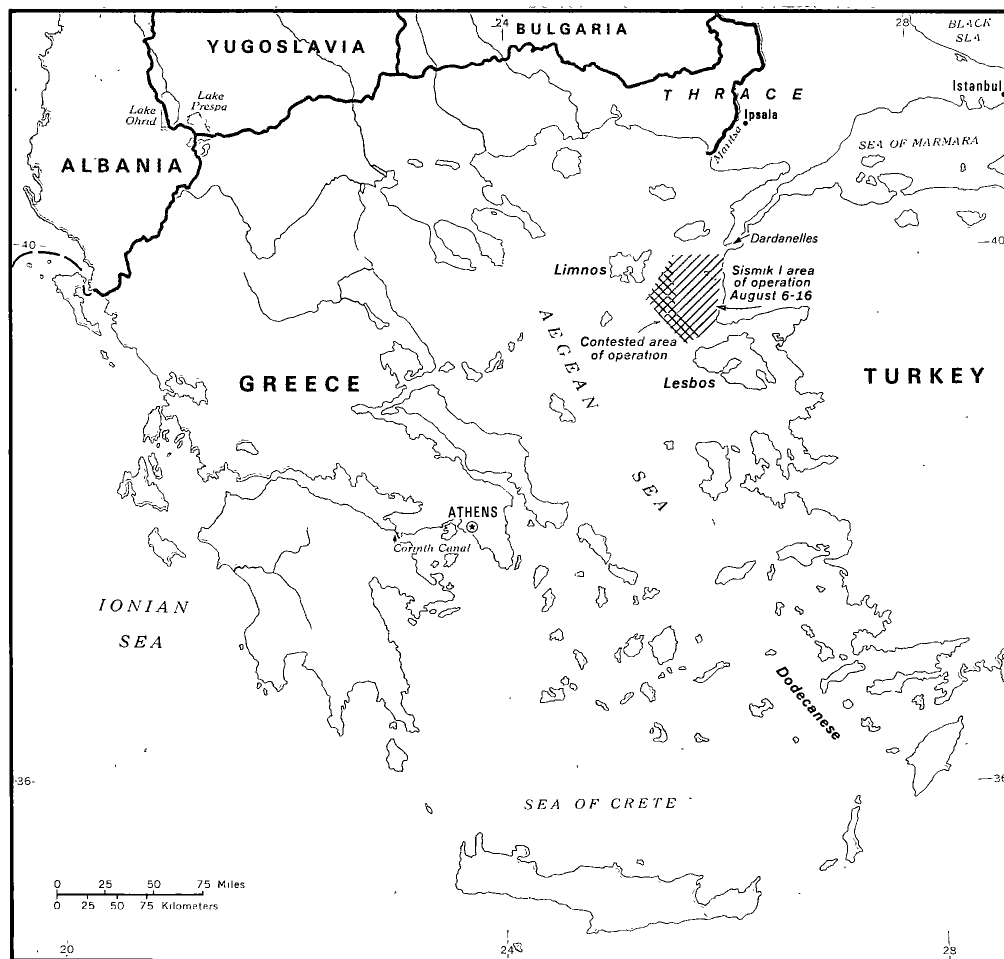 24
28
BLACK
SEA
YUGOSLAVIA
BULGARIA
THRACE
Istanbul
Lake
Prespa
Lake
Ohrid
Ipsala
Maritsa
SEA OF MARMARA
ALBANIA
40
40
Dardanelles
Limnos
Sismik I area
of operation
August 6-16
AEGEAN
SEA
Contested area
of operation
Lesbos
GREECE
TURKEY
ATHENS
Corinth Canal
IONIAN
SEA
Dodecanese
36
36
SEA OF CRETE
0 25 50 75 Miles
0 25 50 75 Kilometers
20
24
28